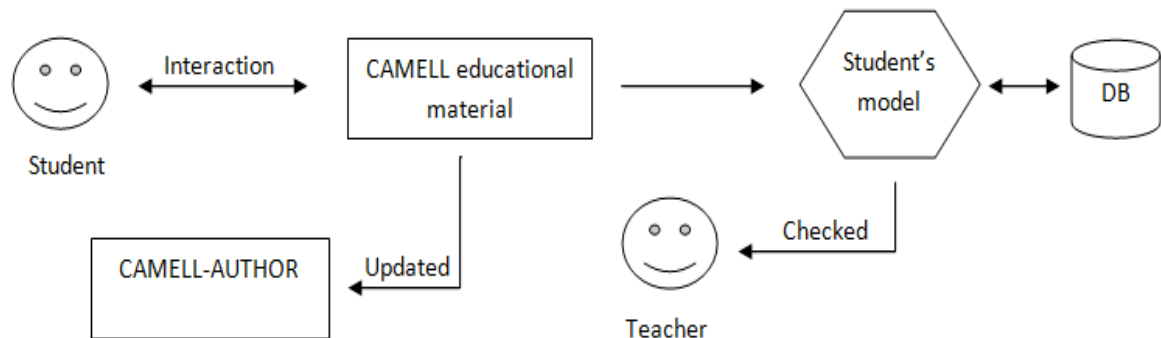 Interaction
CAMELL educational
material
Student's
model
DB
Student
CAMELL-AUTHOR
Updated
Checked
Teacher